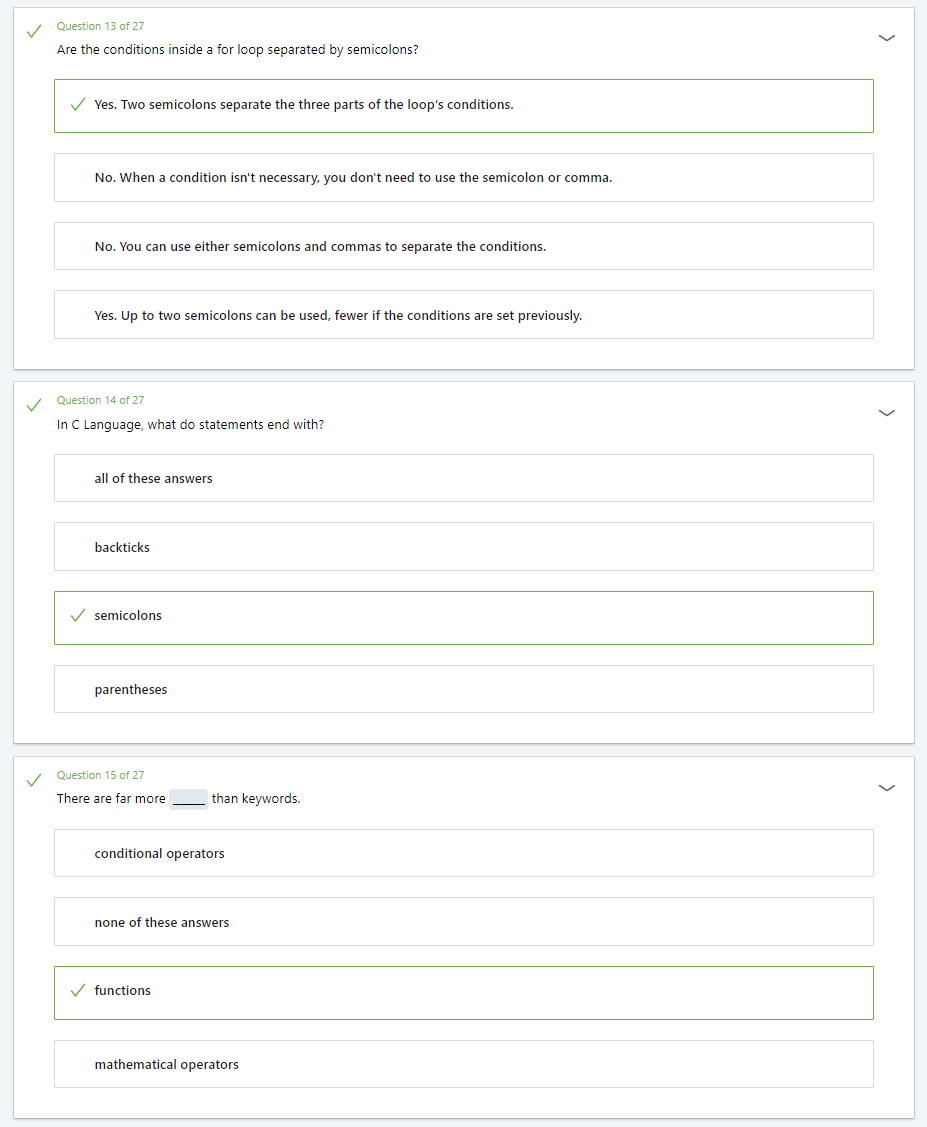 Question 13 of 27
Are the conditions inside a for loop separated by semicolons?
Yes. Two semicolons separate the three parts of the loop's conditions.
No. When a condition isn't necessary, you don't need to use the semicolon or comma.
No. You can use either semicolons and commas to separate the conditions.
Yes. Up to two semicolons can be used, fewer if the conditions are set previously.
Question 14 of 27
In C Language, what do statements end with?
all of these answers
backticks
semicolons
parentheses
Question 15 of 27
There are far more _____ than keywords.
conditional operators
none of these answers
functions
mathematical operators